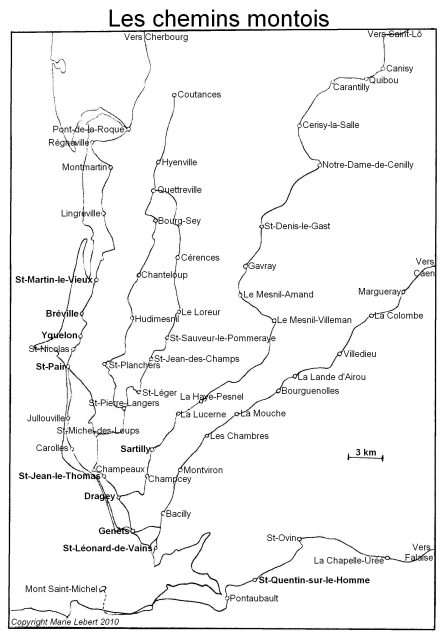 Les chemins montois
Vers Cherbourg
Vers Saint-Lô
Canisy
Quibou
Carantilly
Coutances
Pont-de-la-Roque
Cerisy-la-Salle
Régnéville
Montmartin
Hyenville
Notre-Dame-de-Cenilly
Quettreville
Lingreville
Bourg-Sey
St-Denis-le-Gast
Cérences
Gavray
Vers
Caen
St-Martin-le-Vieux
Chanteloup
Margueray
Le Mesnil-Amand
Bréville
Hudimesnil
Le Loreur
Le Mesnil-Villeman
La Colombe
Yquelon
St-Sauveur-le-Pommeraye
St-Nicolas
St-Pair
St-Planchers
St-Jean-des-Champs
Villedieu
La Lande d'Airou
St-Léger
La Haye-Pesnel
Bourguenolles
St-Pierre-Langers
Jullouville
La Lucerne
La Mouche
St-Michel-des-Loups
Les Chambres
Carolles
Sartilly
3 km
Champeaux
Montviron
St-Jean-le-Thomas
Champcey
Dragey
Bacilly
Genêts
St-Ovin
St-Léonard-de-Vains
La Chapelle-Urée
Vers
Falaise
St-Quentin-sur-le-Homme
Mont Saint-Michel
Pontaubault
Copyright Marie Lebert 2010